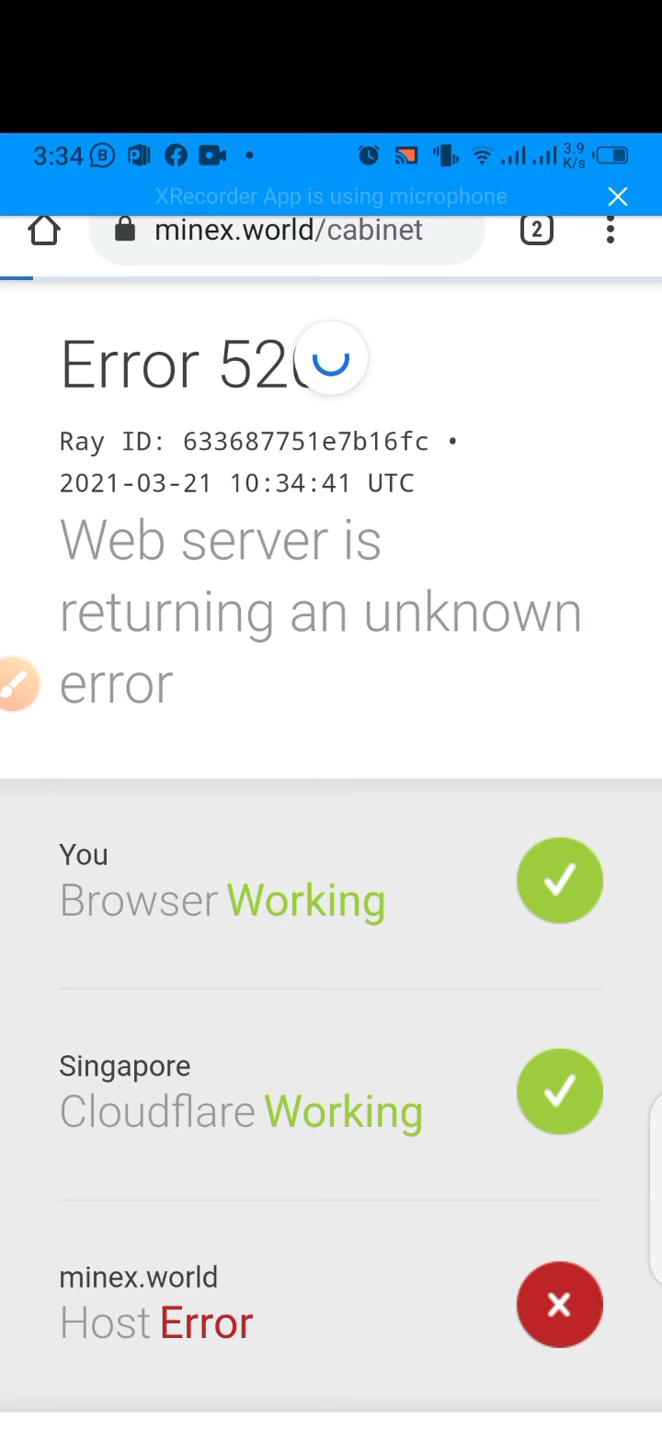 3:34 B 3.9 K/s
XRecorder App is using microphone
minex.world/cabinet 2
Error 52
Ray ID: 633687751e7b16fc •
2021-03-21 10:34:41 UTC
Web server is
returning an unknown
error
You
Browser Working
Singapore
Cloudflare Working
minex.world
Host Error